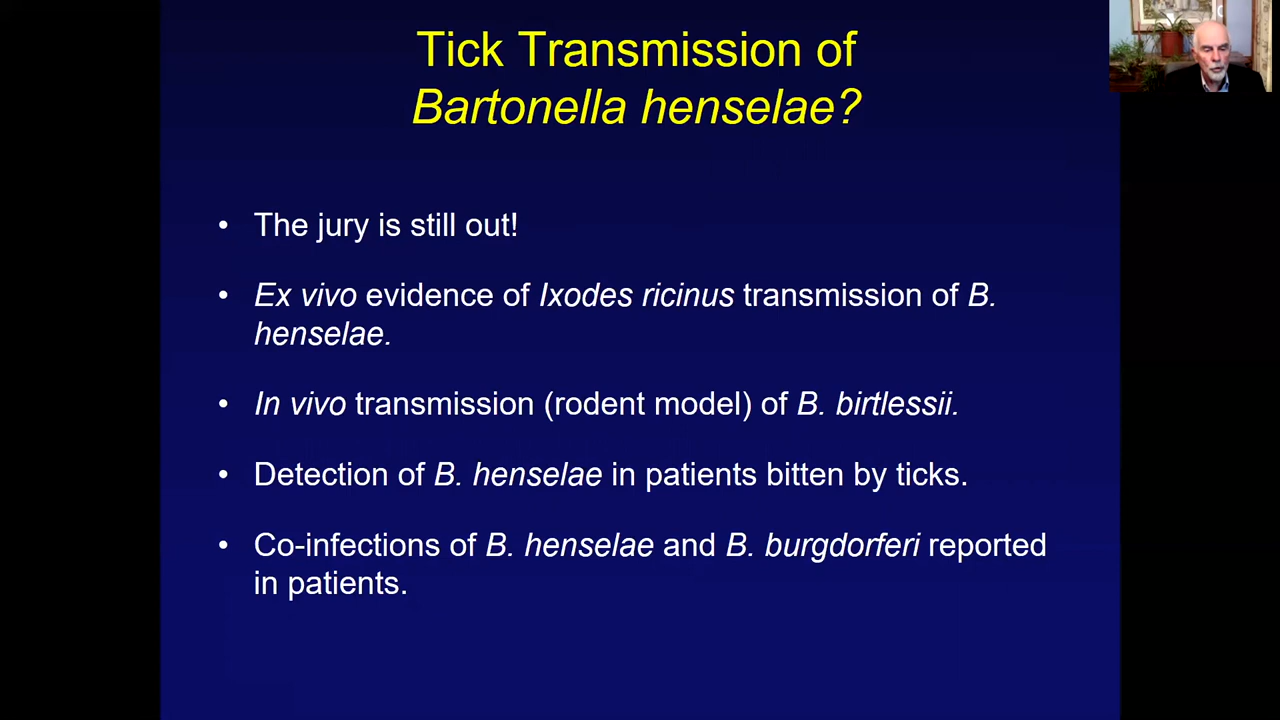 Tick Transmission of
Bartonella henselae?
• The jury is still out!
• Ex vivo evidence of Ixodes ricinus transmission of B.
henselae.
• In vivo transmission (rodent model) of B. birtlessii.
• Detection of B. henselae in patients bitten by ticks.
• Co-infections of B. henselae and B. burgdorferi reported
in patients.